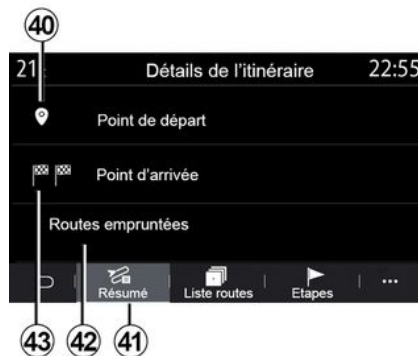 40
21 Détails de l'itinéraire 22:55
Point de départ
Point d'arrivée
Routes empruntées
Résumé Liste routes Etapes ...
43 42 41